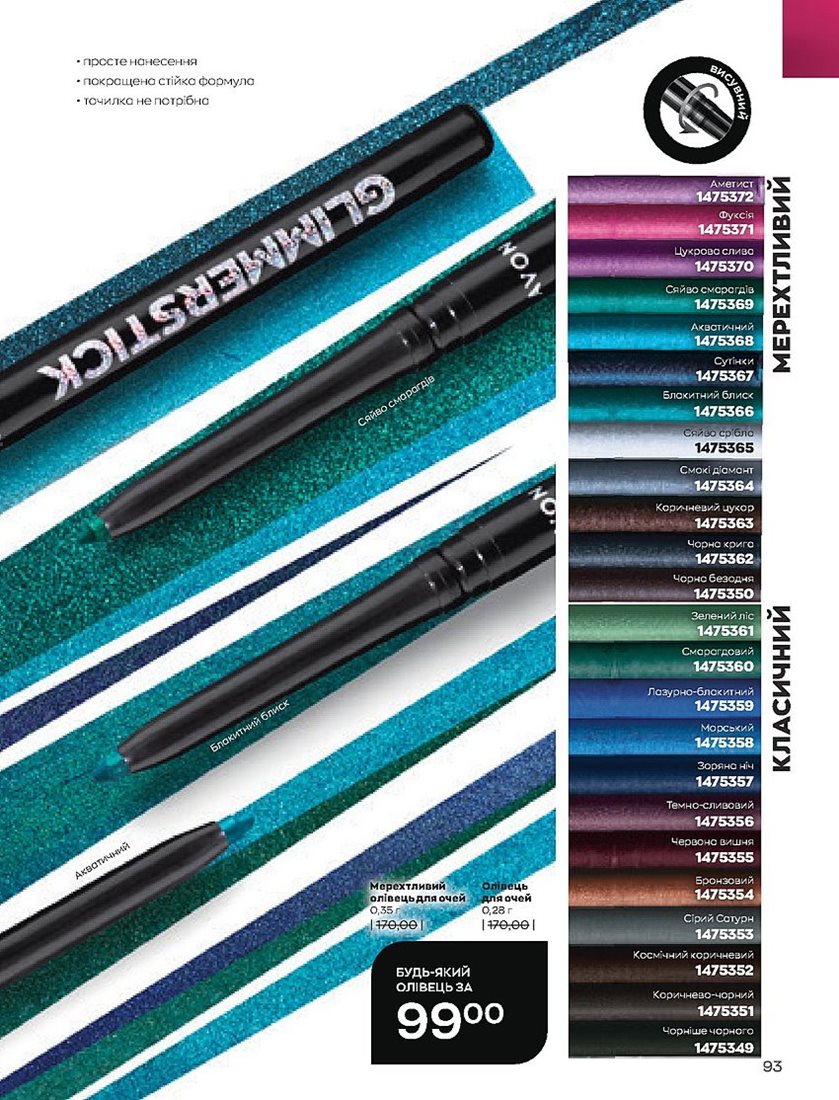 • просте нанесення
• покращена стійка формула
• точилка не потрібна
висувний
GLIMMERSTICK
AVON
Сяйво смарагдів
AVON
Блакитний блиск
Акватичний
МЕРЕХТЛИВИЙ
Аметист
1475372
Фуксія
1475371
Цукрова слива
1475370
Сяйво смарагдів
1475369
Акватичний
1475368
Сутінки
1475367
Блакитний блиск
1475366
Сяйво срібла
1475365
Смокі діамант
1475364
Коричневий цукор
1475363
Чорна крига
1475362
Чорна безодня
1475350
КЛАСИЧНИЙ
Зелений ліс
1475361
Смарагдовий
1475360
Лазурно-блакитний
1475359
Морський
1475358
Зоряна ніч
1475357
Темно-сливовий
1475356
Червона вишня
1475355
Бронзовий
1475354
Сірий Сатурн
1475353
Космічний коричневий
1475352
Коричнево-чорний
1475351
Чорніше чорного
1475349
Мерехтливий
олівець для очей
0,35 г
| 170,00 |
Олівець
для очей
0,28 г
| 170,00 |
БУДЬ-ЯКИЙ
ОЛІВЕЦЬ ЗА
9900
93